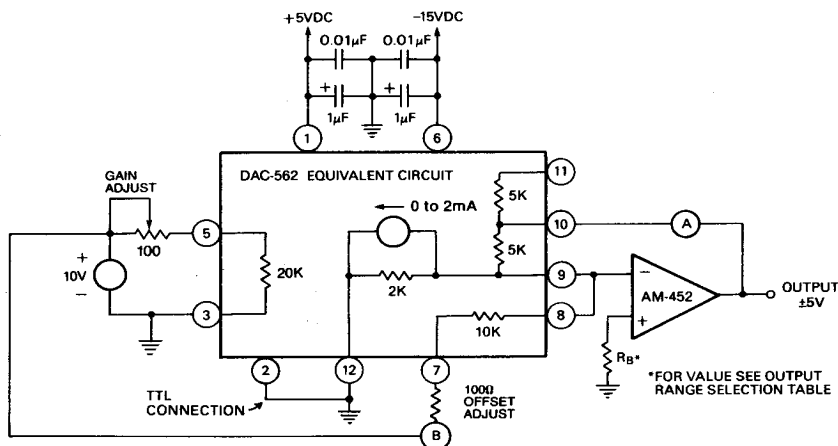 +5VDC
-15VDC
0.01µF
0.01µF
+
+
1µF
1µF
1
6
DAC-562 EQUIVALENT CIRCUIT
11
GAIN
ADJUST
0 to 2mA
5K
10
A
5
100
5K
+
10V
-
20K
2K
9
-
AM-452
OUTPUT
±5V
3
10K
8
+
RB*
2
12
7
*FOR VALUE SEE OUTPUT
RANGE SELECTION TABLE
TTL
CONNECTION
100Ω
OFFSET
ADJUST
B